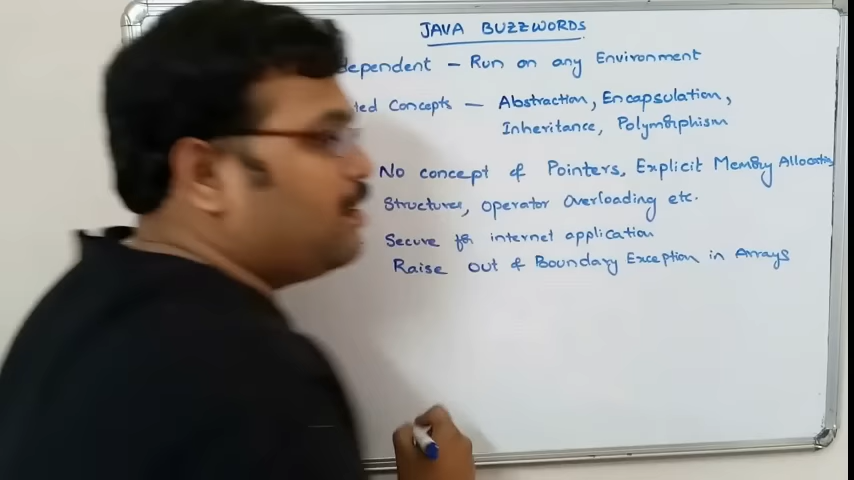 JAVA BUZZWORDS
dependent - Run on any Environment
ted Concepts - Abstraction, Encapsulation,
Inheritance, Polymorphism
No concept of Pointers, Explicit Memory Allocation
Structures, Operator Overloading etc.
Secure for internet application
Raise out of Boundary Exception in Arrays